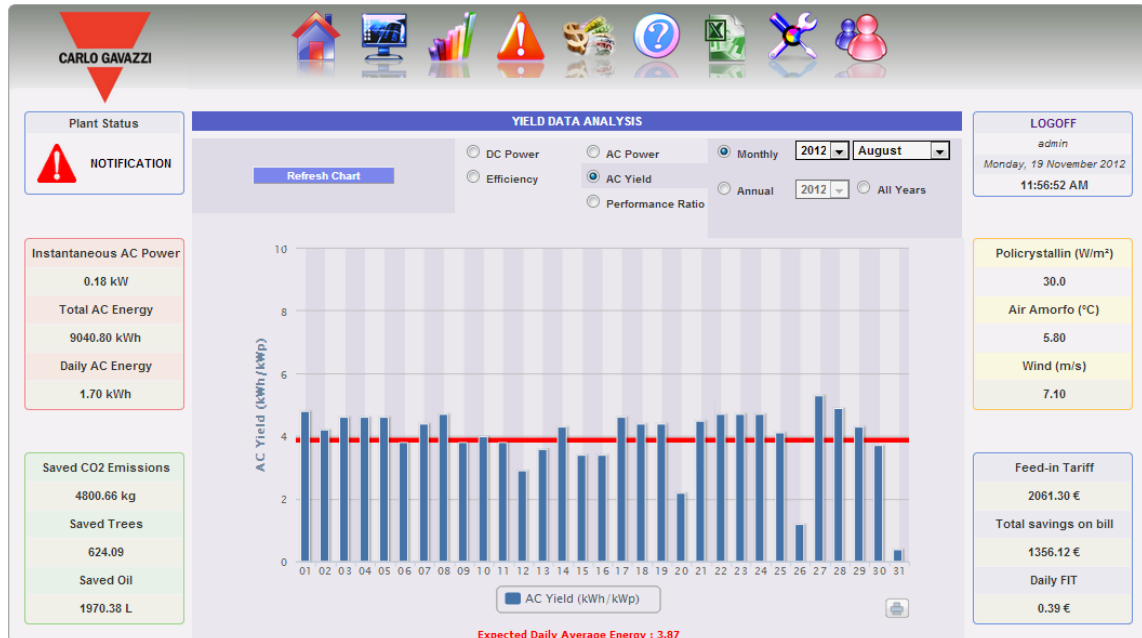 CARLO GAVAZZI
Plant Status
NOTIFICATION
Instantaneous AC Power
0.18 kW
Total AC Energy
9040.80 kWh
Daily AC Energy
1.70 kWh
Saved CO2 Emissions
4800.66 kg
Saved Trees
624.09
Saved Oil
1970.38 L
YIELD DATA ANALYSIS
Refresh Chart
DC Power
AC Power
Monthly
2012
August
Efficiency
AC Yield
Annual
2012
All Years
Performance Ratio
AC Yield (kWh/kWp)
10
8
6
4
2
0
01 02 03 04 05 06 07 08 09 10 11 12 13 14 15 16 17 18 19 20 21 22 23 24 25 26 27 28 29 30 31
AC Yield (kWh/kWp)
Expected Daily Average Energy : 3.87
LOGOFF
admin
Monday, 19 November 2012
11:56:52 AM
Policrystallin (W/m²)
30.0
Air Amorfo (°C)
5.80
Wind (m/s)
7.10
Feed-in Tariff
2061.30 €
Total savings on bill
1356.12 €
Daily FIT
0.39 €